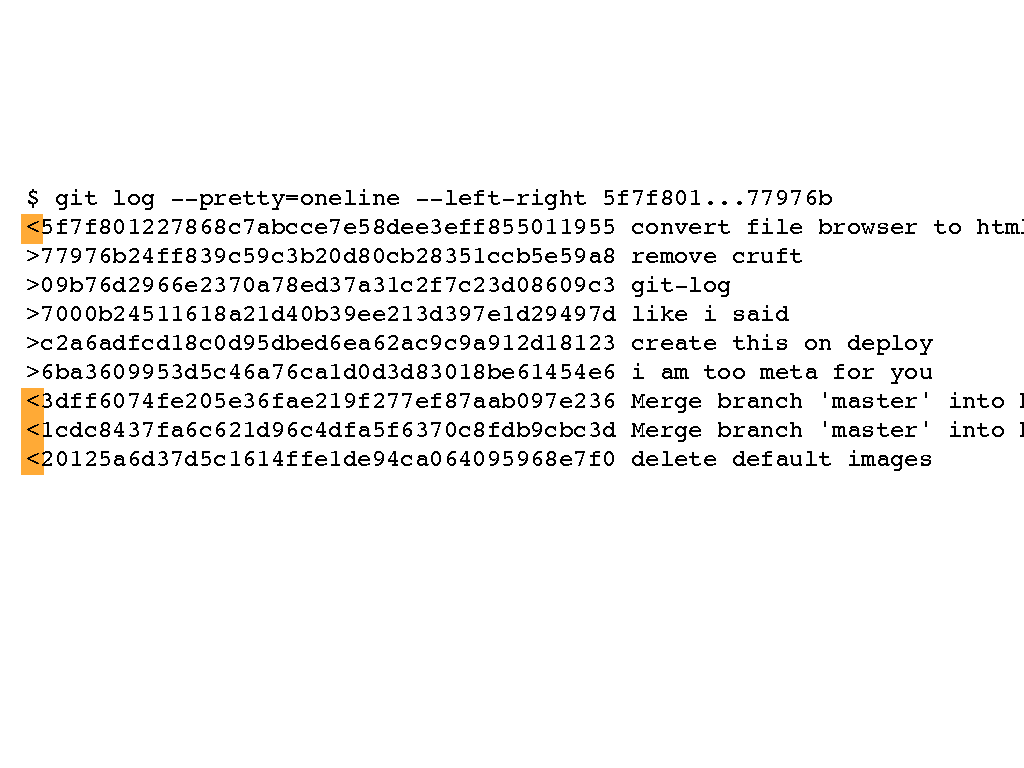 $ git log --pretty=oneline --left-right 5f7f801...77976b
<5f7f801227868c7abcce7e58dee3eff855011955 convert file browser to html
>77976b24ff839c59c3b20d80cb28351ccb5e59a8 remove cruft
>09b76d2966e2370a78ed37a31c2f7c23d08609c3 git-log
>7000b24511618a21d40b39ee213d397e1d29497d like i said
>c2a6adfcd18c0d95dbed6ea62ac9c9a912d18123 create this on deploy
>6ba3609953d5c46a76ca1d0d3d83018be61454e6 i am too meta for you
<3dff6074fe205e36fae219f277ef87aab097e236 Merge branch 'master' into
<1cdc8437fa6c621d96c4dfa5f6370c8fdb9cbc3d Merge branch 'master' into
<20125a6d37d5c1614ffe1de94ca064095968e7f0 delete default images